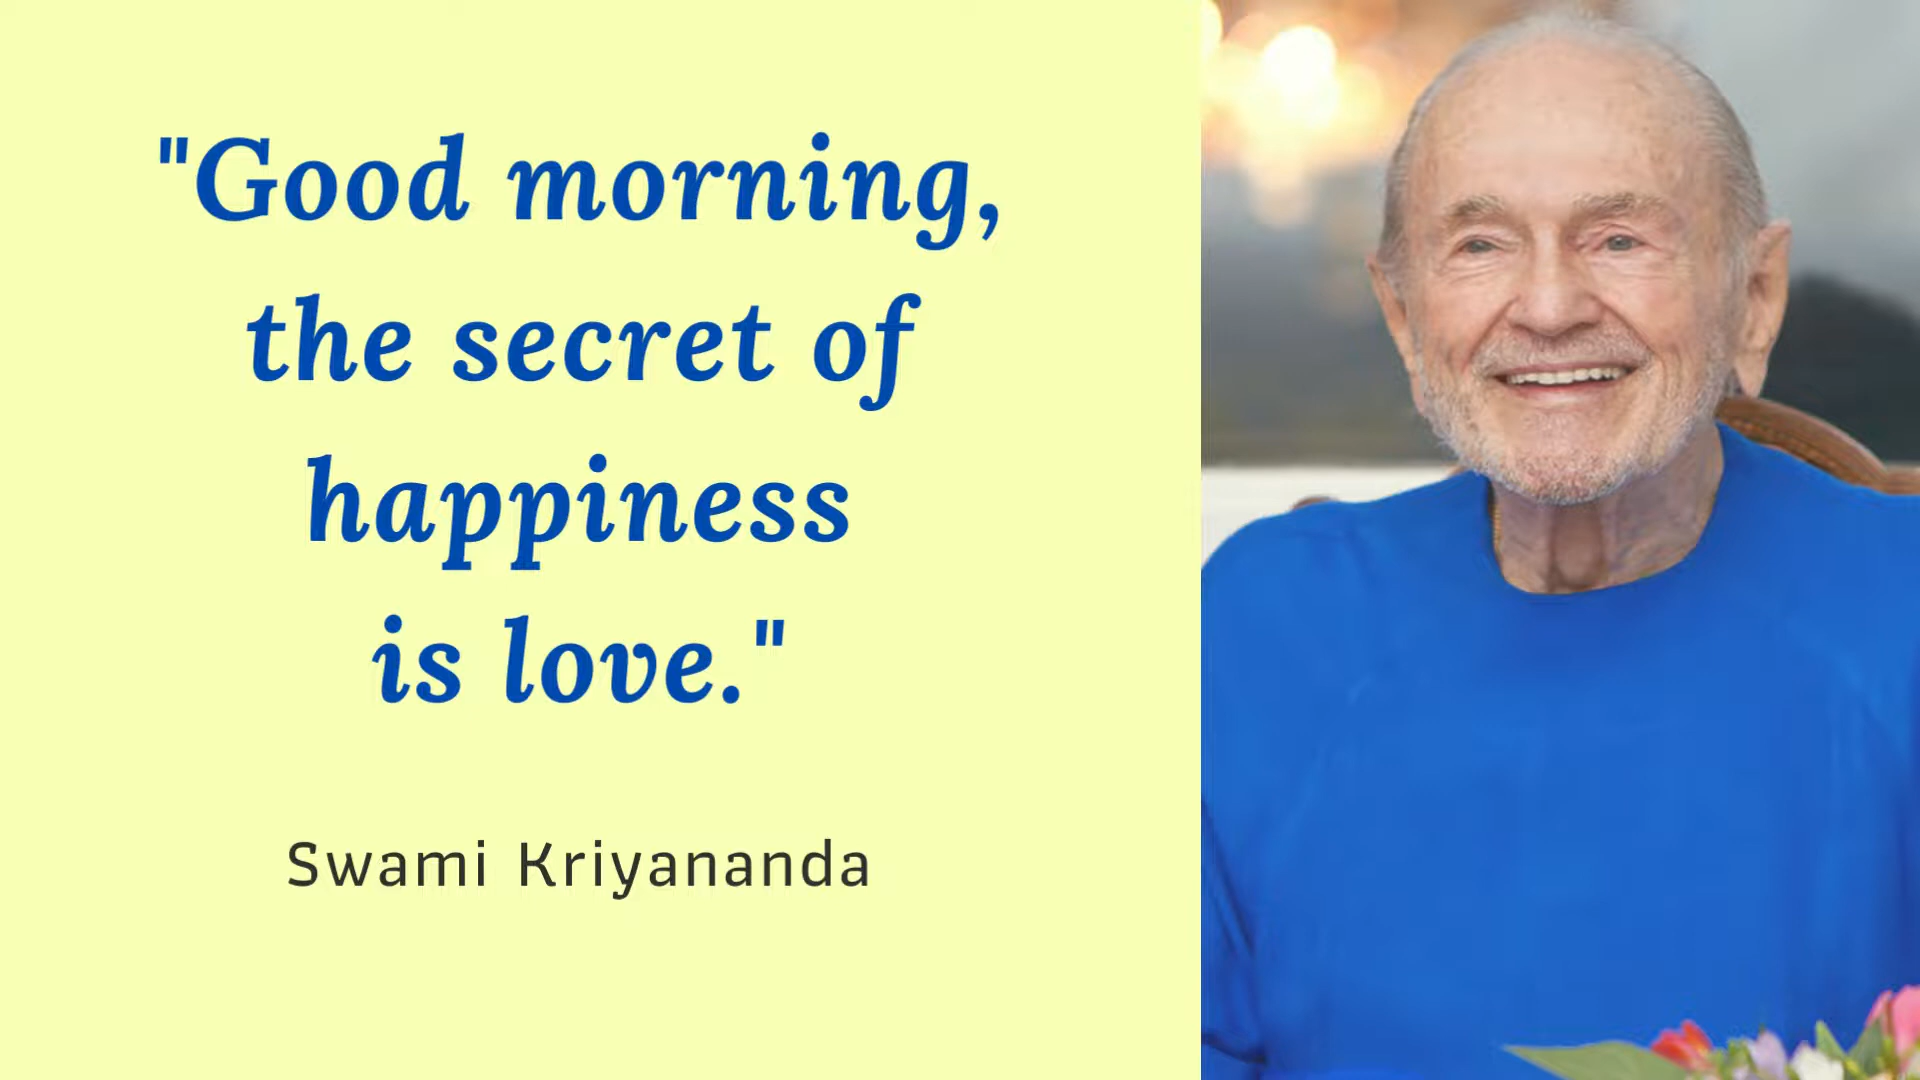 "Good morning,
the secret of
happiness
is love."
Swami Kriyananda